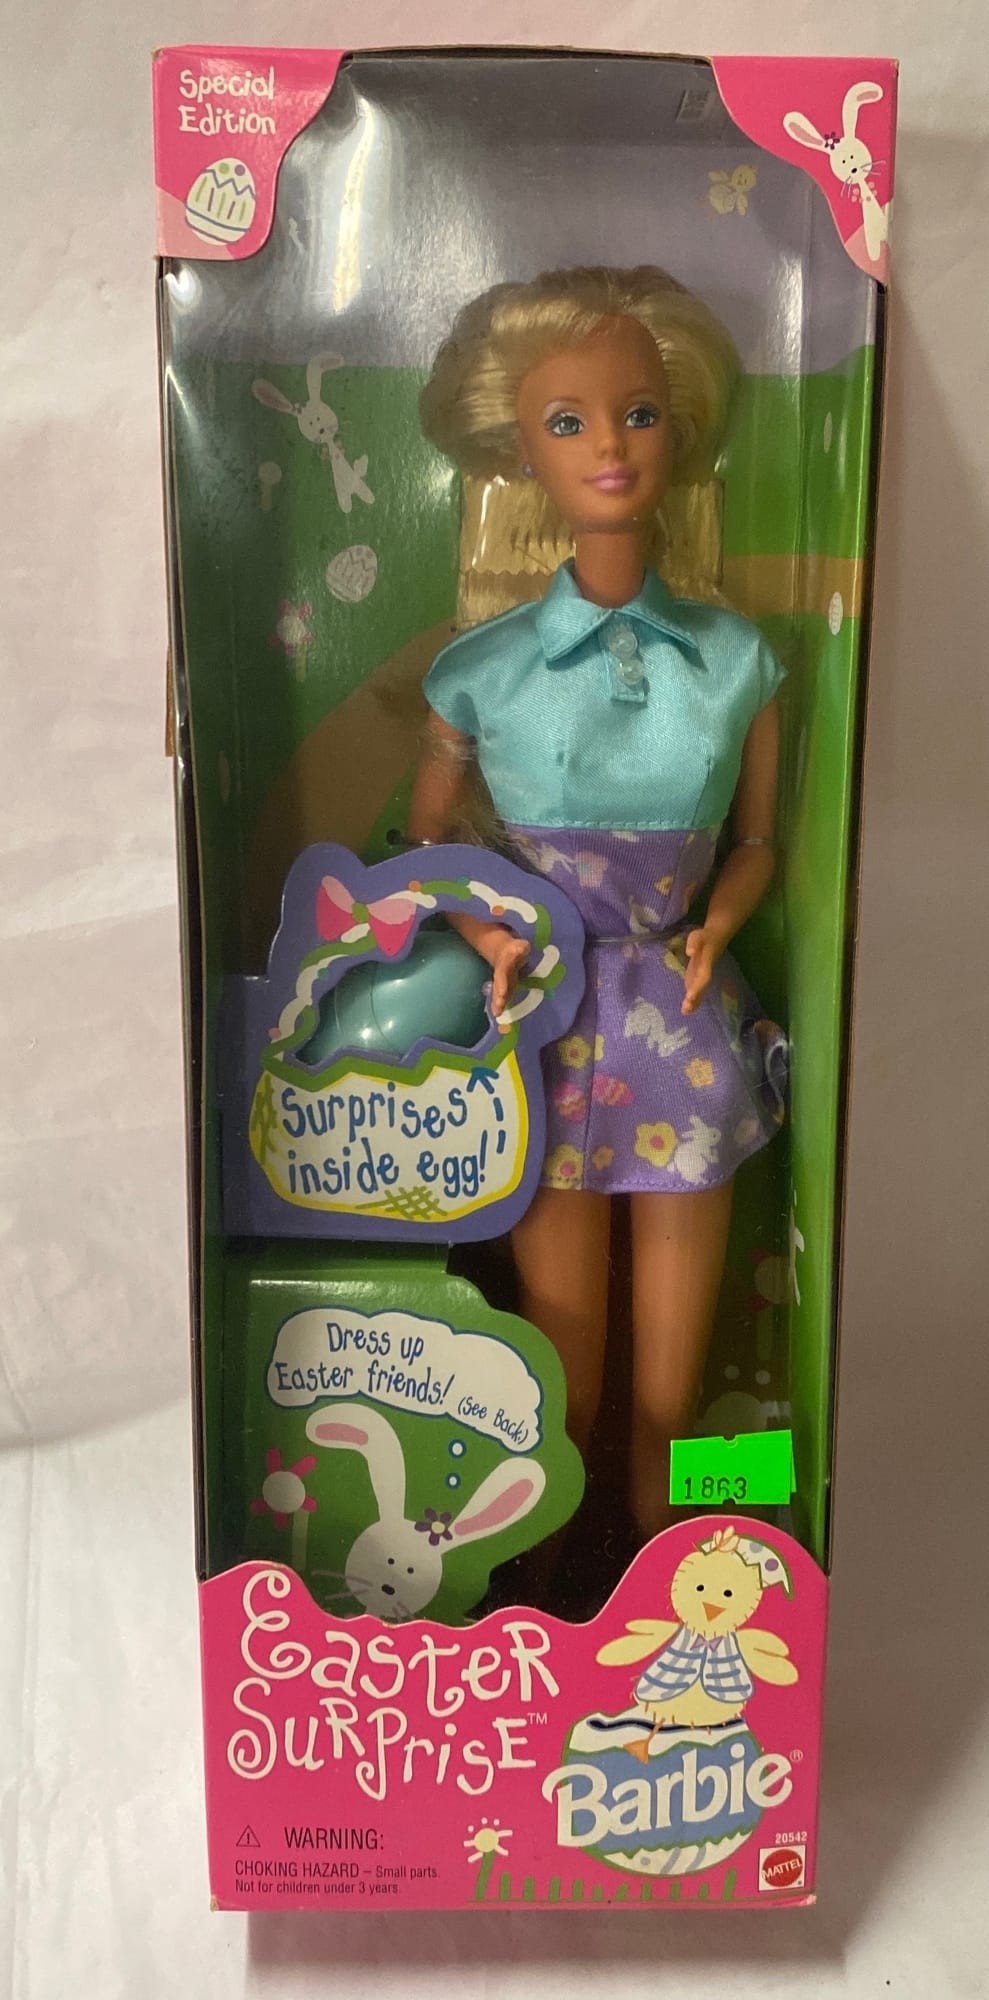 Special
Edition
Surprises
inside egg!
Dress up
Easter friends!
(See Back)
1863
Easter
Surprise™
Barbie®
⚠ WARNING:
CHOKING HAZARD – Small parts.
Not for children under 3 years.
20542
MATTEL